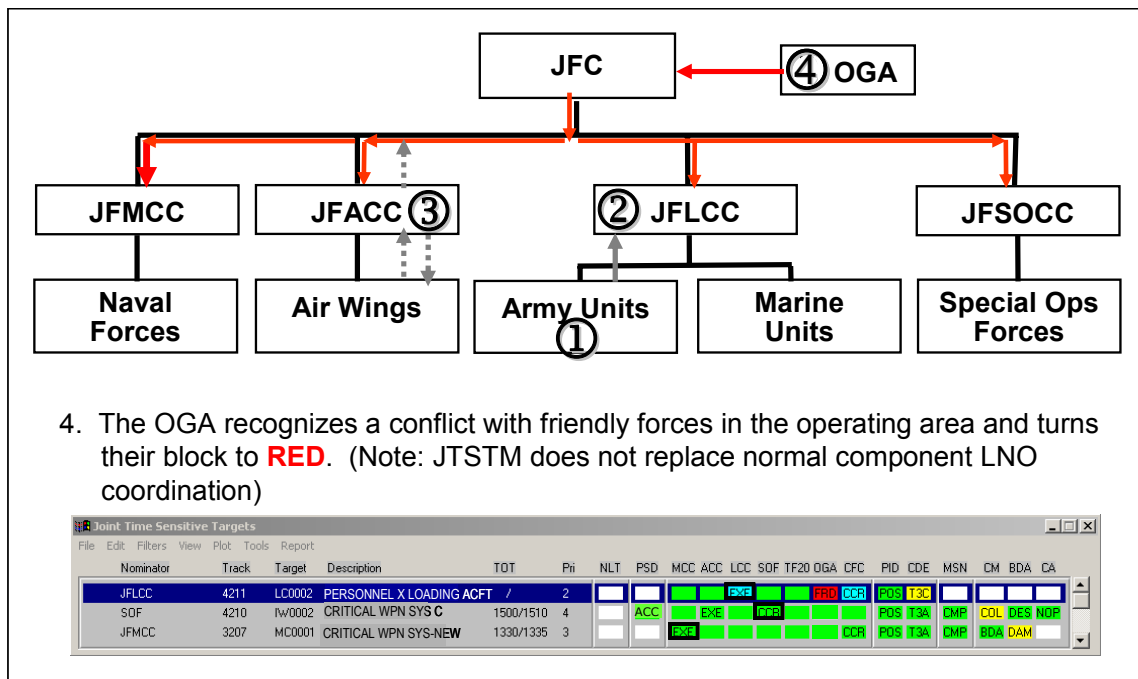 JFC
④ OGA
JFMCC
JFACC ③
② JFLCC
JFSOCC
Naval
Forces
Air Wings
Army Units
①
Marine
Units
Special Ops
Forces
4. The OGA recognizes a conflict with friendly forces in the operating area and turns
their block to RED. (Note: JTSTM does not replace normal component LNO
coordination)
Joint Time Sensitive Targets
File Edit Filters View Plot Tools Report
Nominator Track Target Description TOT Pri NLT PSD MCC ACC LCC SOF TF20 OGA CFC PID CDE MSN CM BDA CA
JFLCC 4211 LC0002 PERSONNEL X LOADING ACFT / 2 EXE FRD CCR POS T3C
SOF 4210 IW0002 CRITICAL WPN SYS C 1500/1510 4 ACC EXE CCR POS T3A CMP COL DES NOP
JFMCC 3207 MC0001 CRITICAL WPN SYS-NEW 1330/1335 3 EXE CCR POS T3A CMP BDA DAM